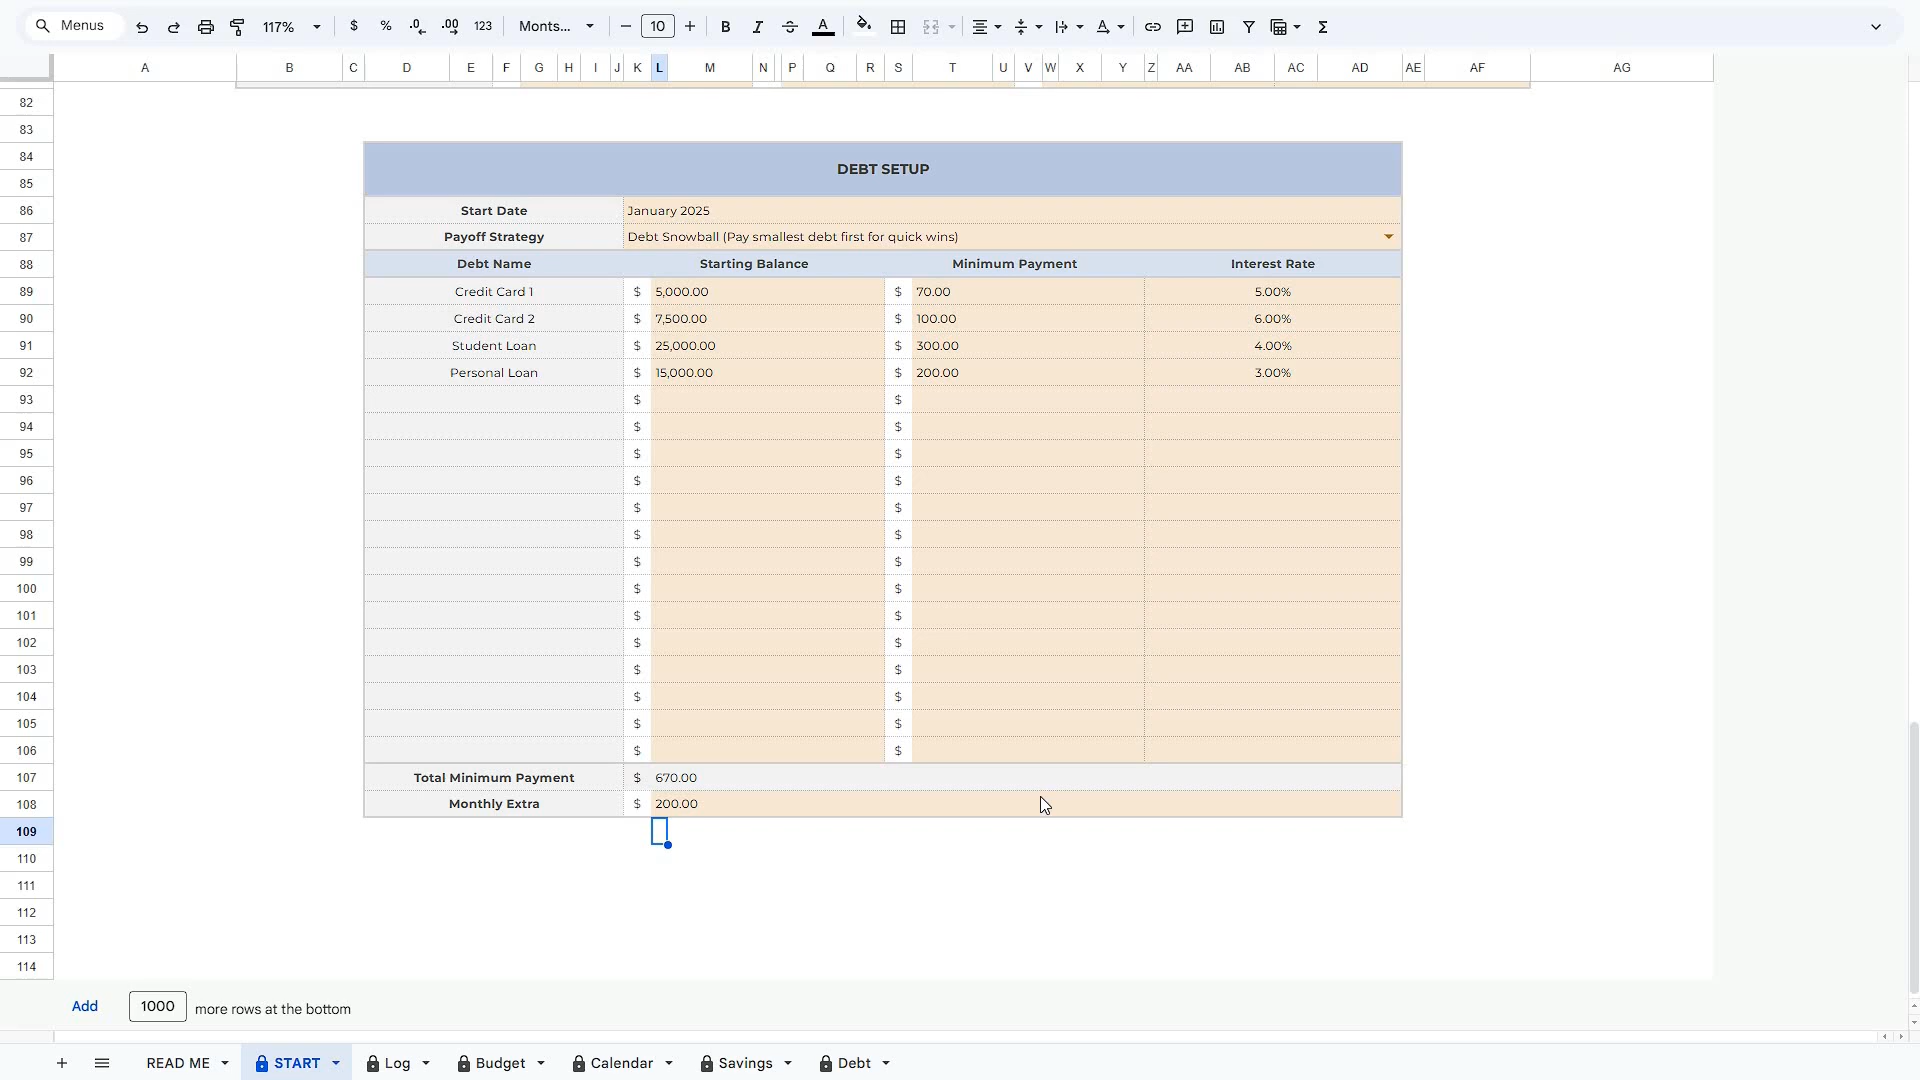 Menus 117% $ % .0 .00 123 Monts... − 10 + B I A Σ
A B C D E F G H I J K L M N P Q R S T U V W X Y Z AA AB AC AD AE AF AG
82
83
84
DEBT SETUP
85
86 Start Date January 2025
87 Payoff Strategy Debt Snowball (Pay smallest debt first for quick wins)
88 Debt Name Starting Balance Minimum Payment Interest Rate
89 Credit Card 1 $ 5,000.00 $ 70.00 5.00%
90 Credit Card 2 $ 7,500.00 $ 100.00 6.00%
91 Student Loan $ 25,000.00 $ 300.00 4.00%
92 Personal Loan $ 15,000.00 $ 200.00 3.00%
93 $ $
94 $ $
95 $ $
96 $ $
97 $ $
98 $ $
99 $ $
100 $ $
101 $ $
102 $ $
103 $ $
104 $ $
105 $ $
106 $ $
107 Total Minimum Payment $ 670.00
108 Monthly Extra $ 200.00
109
110
111
112
113
114
Add 1000 more rows at the bottom
+ READ ME START Log Budget Calendar Savings Debt